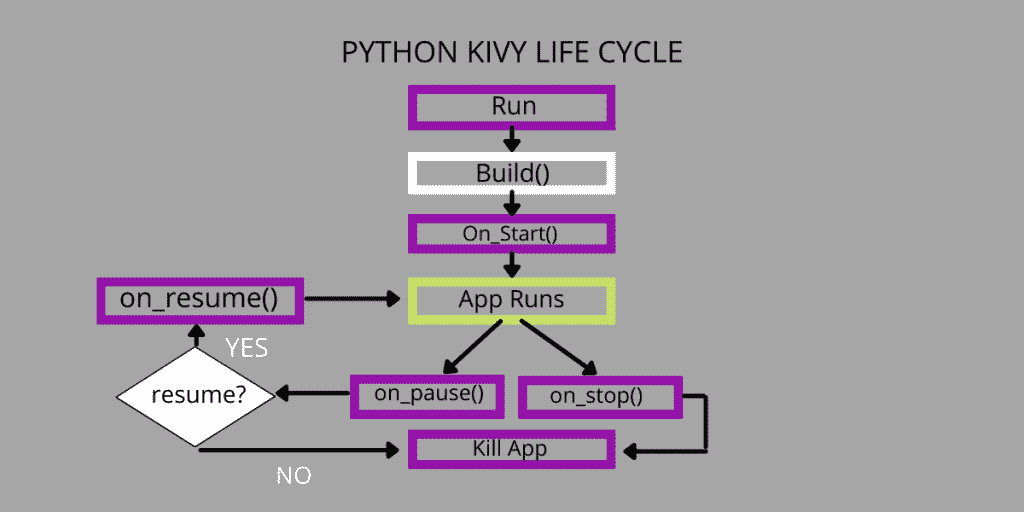 PYTHON KIVY LIFE CYCLE
Run
Build()
On_Start()
on_resume()
App Runs
YES
resume?
on_pause()
on_stop()
Kill App
NO